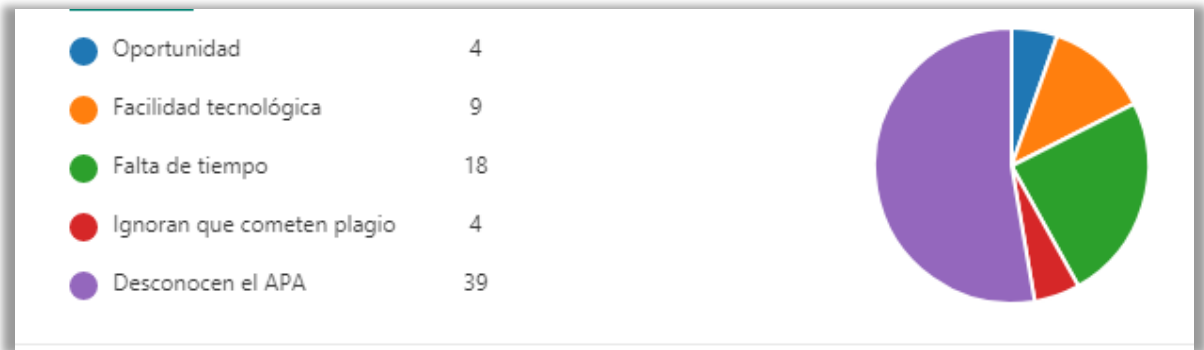 Oportunidad 4
Facilidad tecnológica 9
Falta de tiempo 18
Ignoran que cometen plagio 4
Desconocen el APA 39